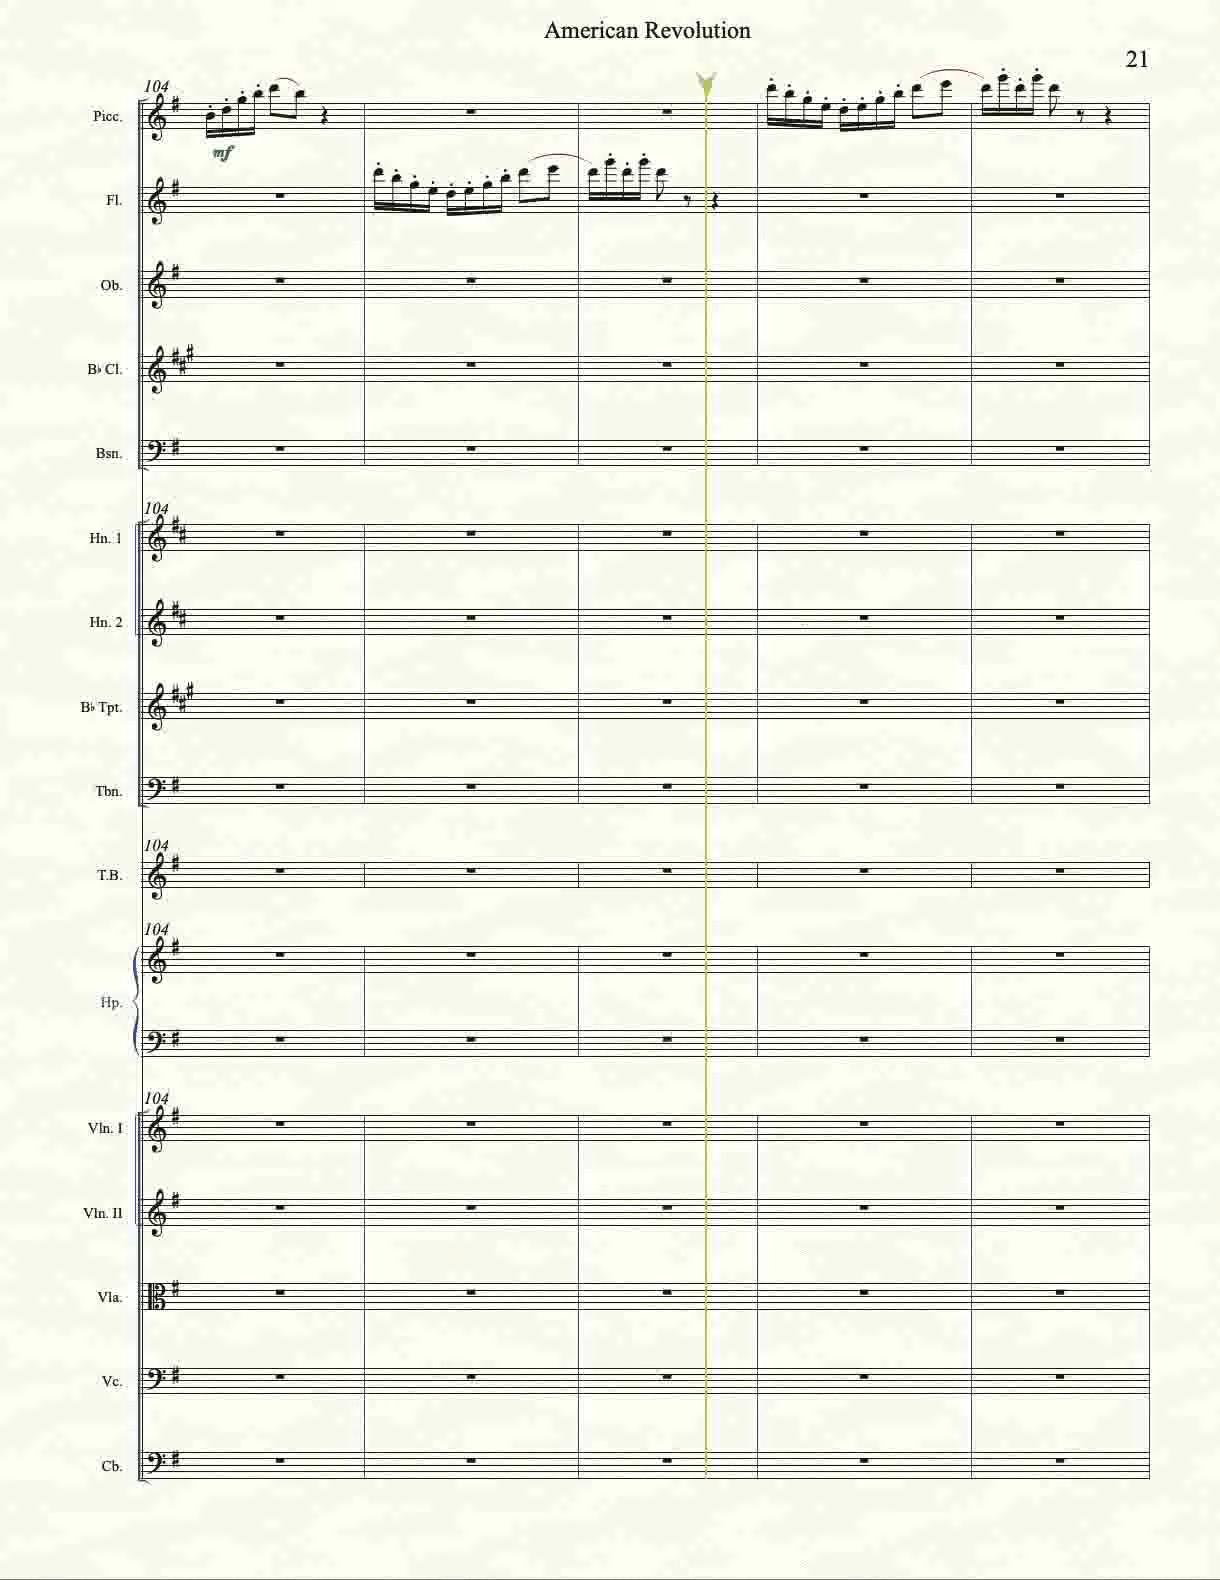 American Revolution
21
104
Picc.
mf
Fl.
Ob.
B♭ Cl.
Bsn.
104
Hn. 1
Hn. 2
B♭ Tpt.
Tbn.
104
T.B.
104
Hp.
104
Vln. I
Vln. II
Vla.
Vc.
Cb.